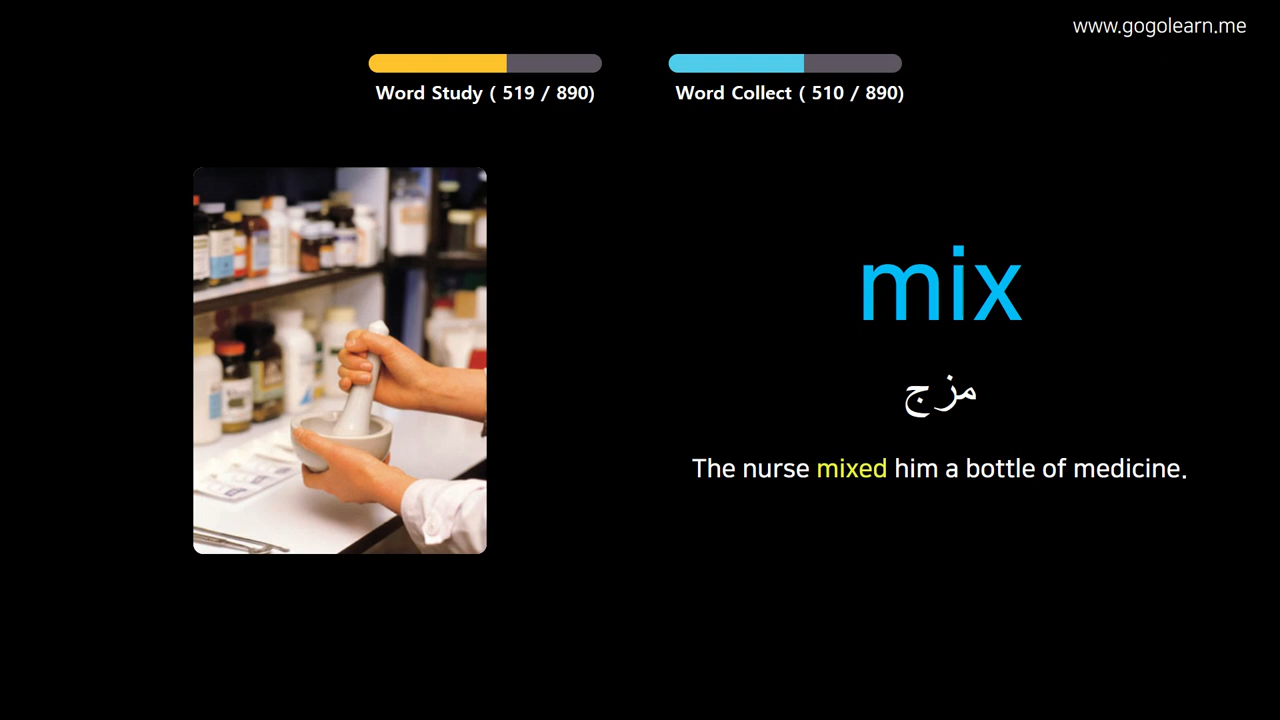 www.gogolearn.me
Word Study ( 519 / 890)
Word Collect ( 510 / 890)
mix
مزج
The nurse mixed him a bottle of medicine.